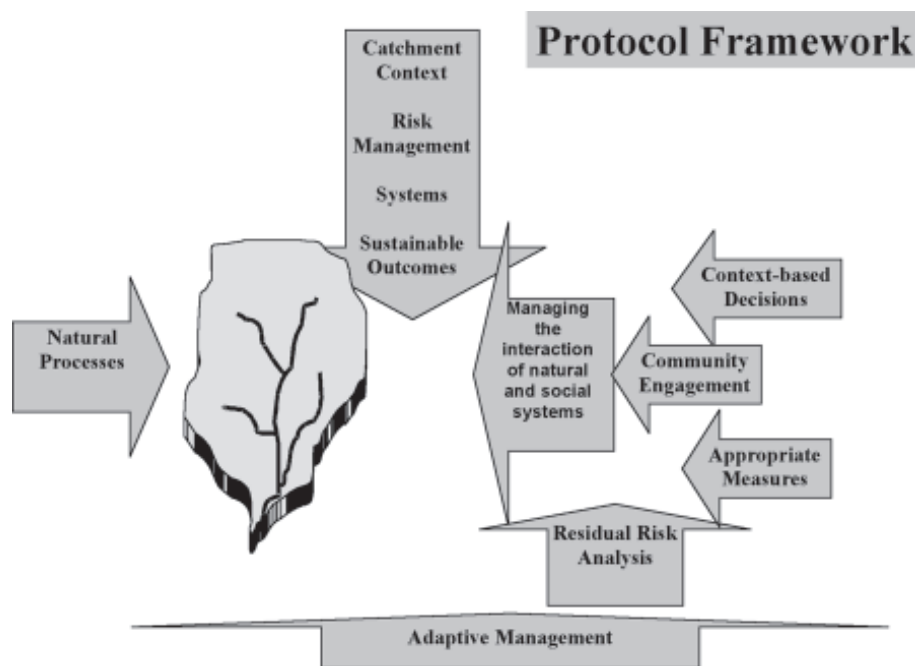 Protocol Framework
Catchment
Context
Risk
Management
Systems
Sustainable
Outcomes
Natural
Processes
Managing
the
interaction
of natural
and social
systems
Context-based
Decisions
Community
Engagement
Appropriate
Measures
Residual Risk
Analysis
Adaptive Management